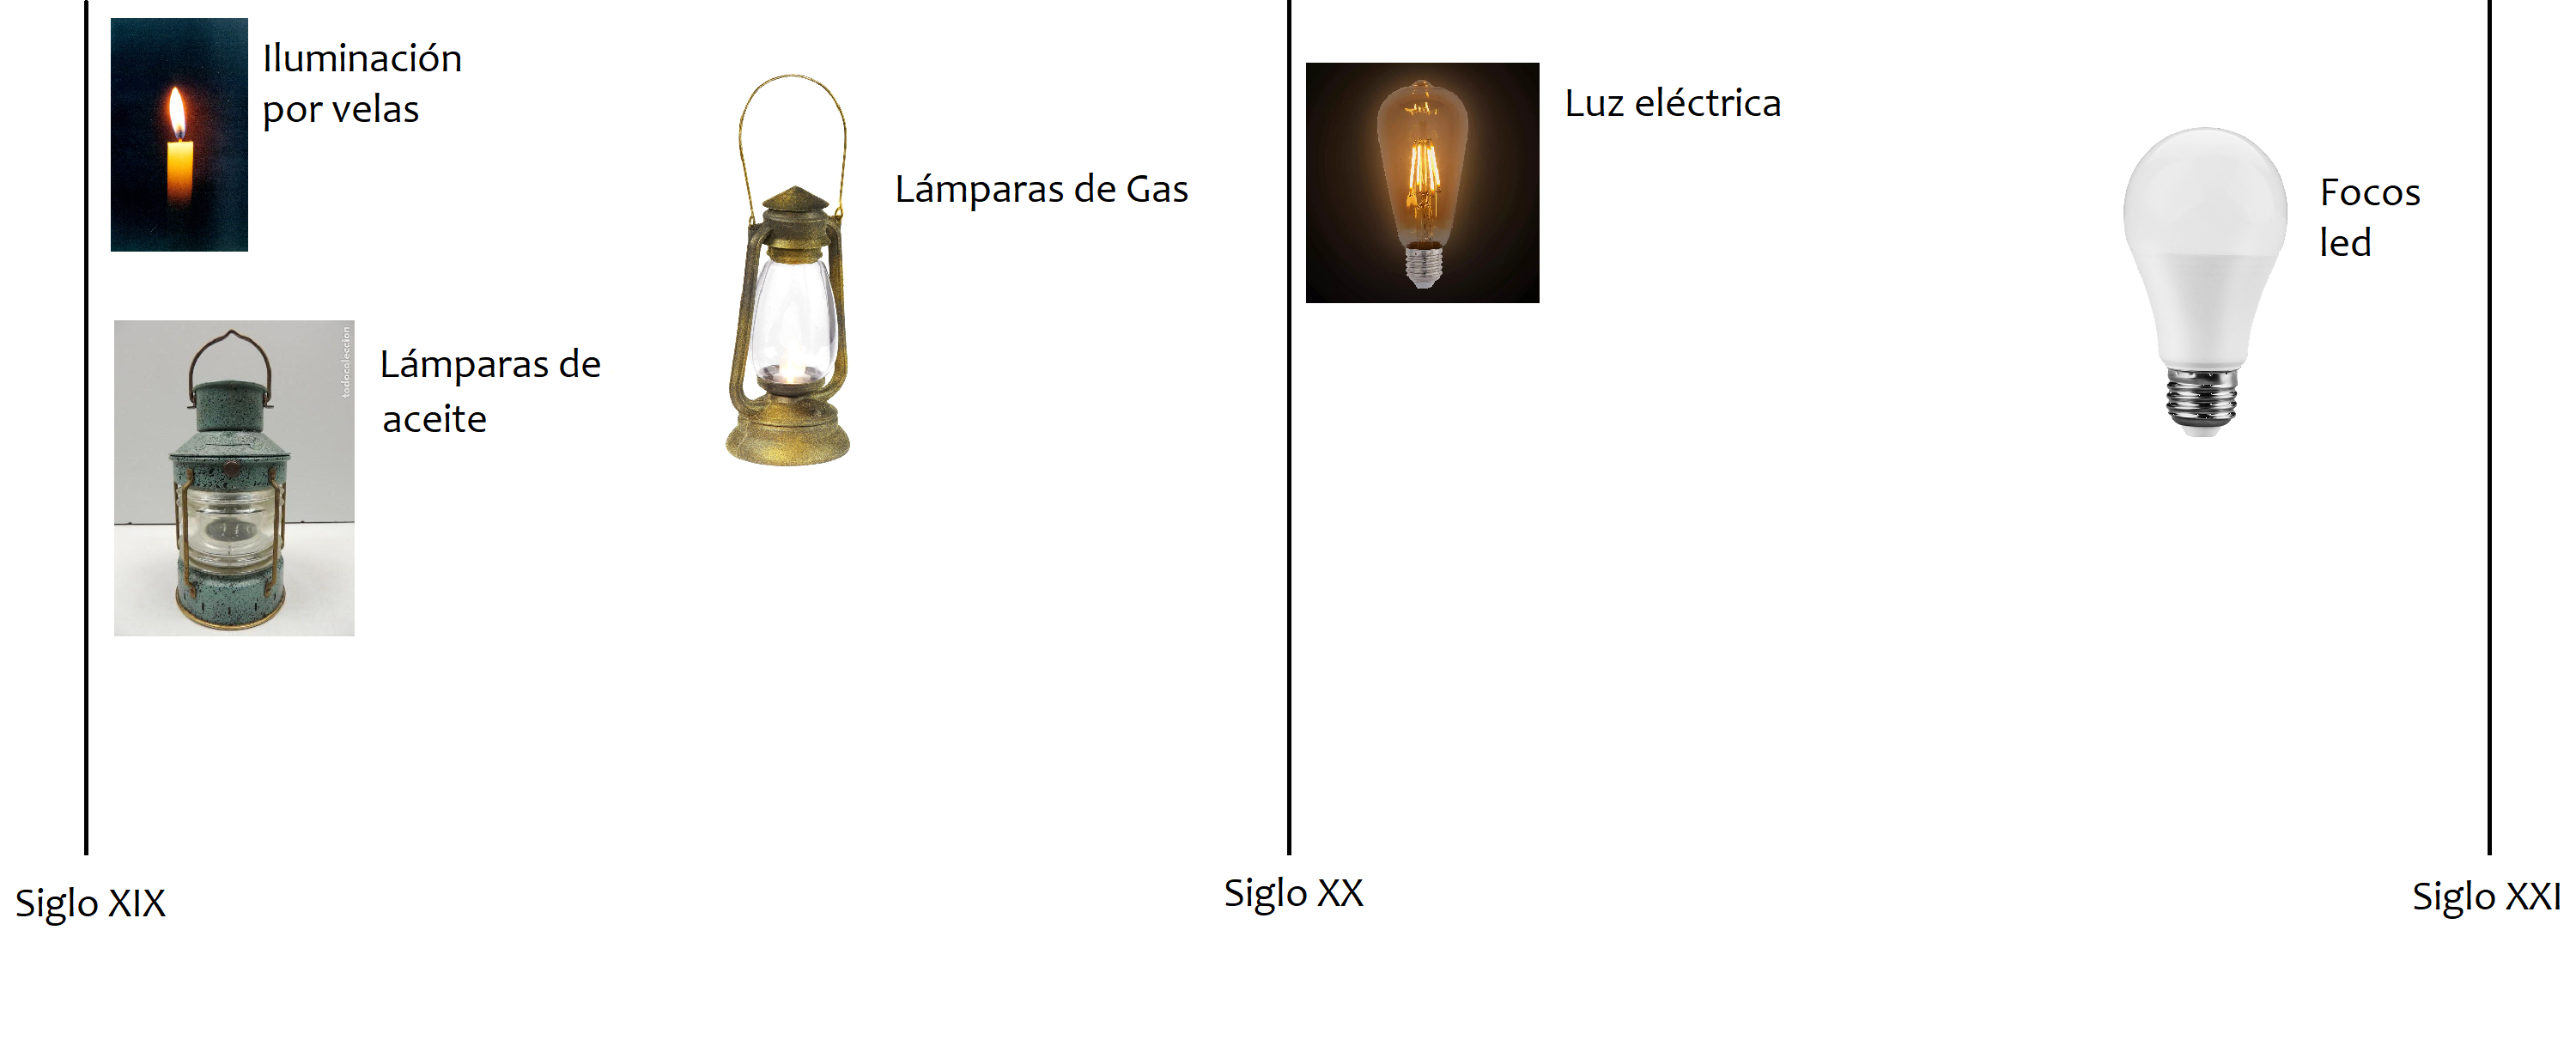 Iluminación
por velas
Lámparas de
aceite
todocoleccion
Lámparas de Gas
Luz eléctrica
Focos
led
Siglo XIX
Siglo XX
Siglo XXI